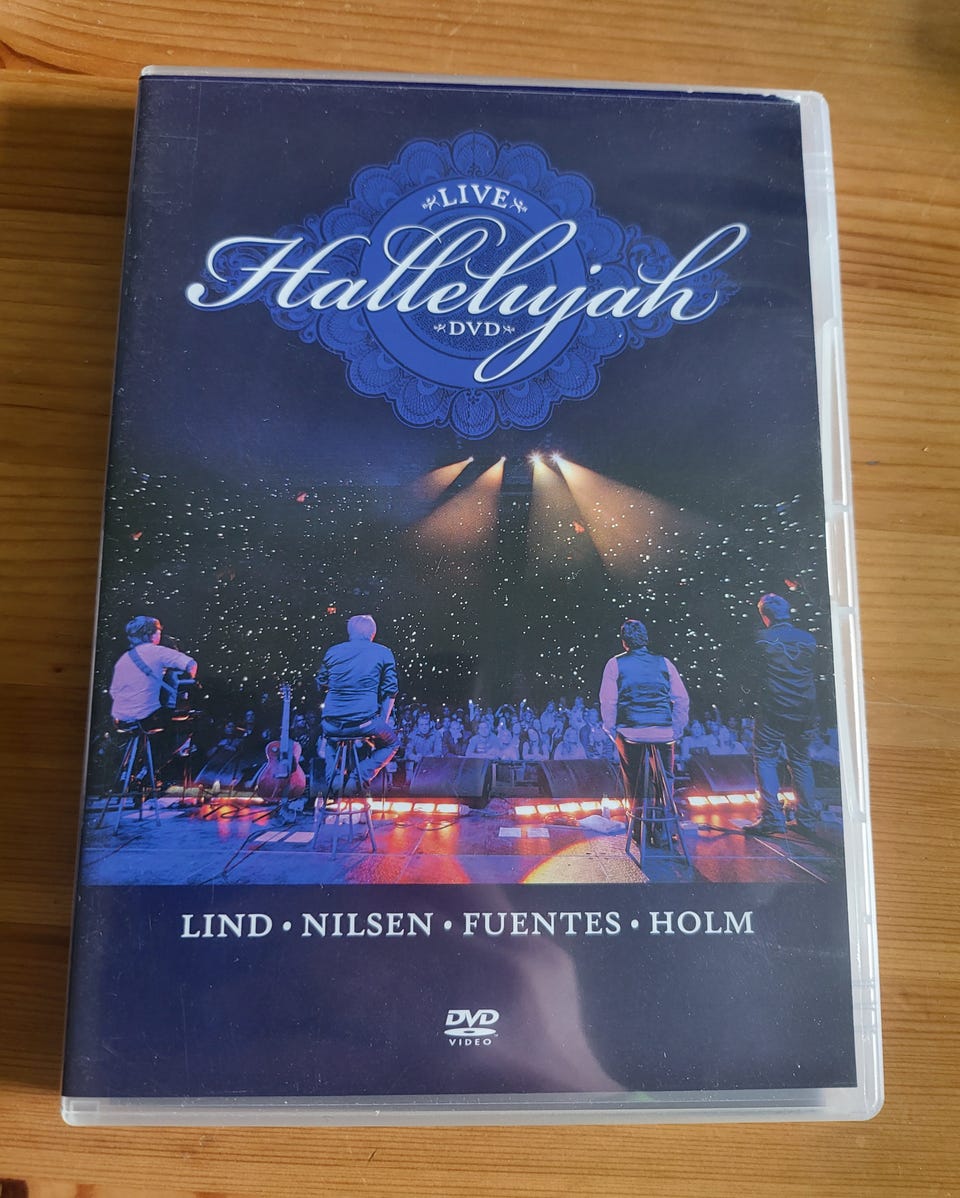 LIVE
Hallelujah
DVD
LIND • NILSEN • FUENTES • HOLM
DVD
VIDEO